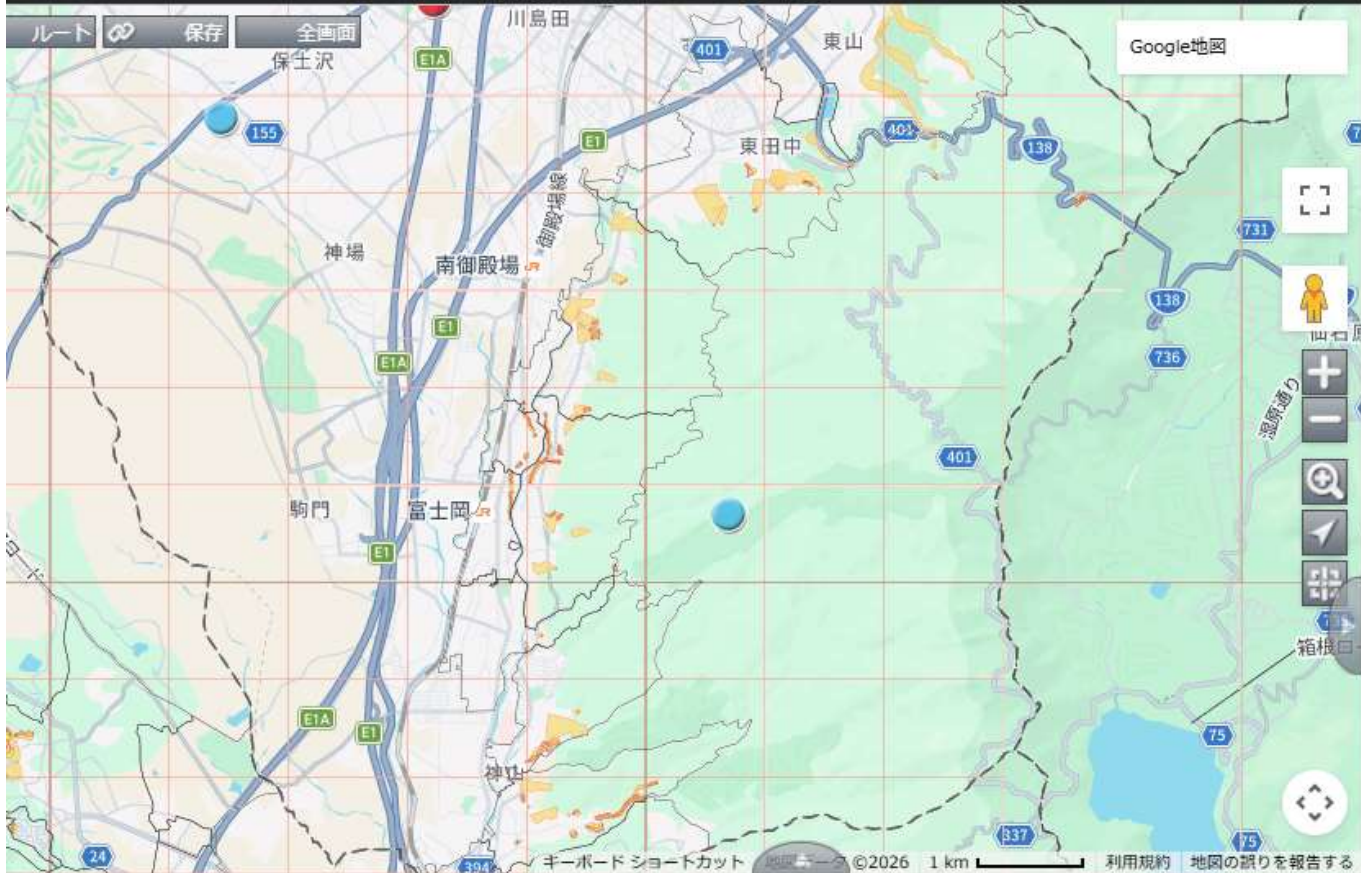 ルート
保存
全画面
川島田
保土沢
E1A
401
東山
Google地図
155
E1
東田中
401
138
御殿場線
神場
南御殿場
731
138
E1
E1A
736
湿原通り
401
駒門
富士岡
E1
箱根ロー
E1A
E1
75
神山
337
75
24
394
キーボード ショートカット
©2026
1 km
利用規約
地図の誤りを報告する